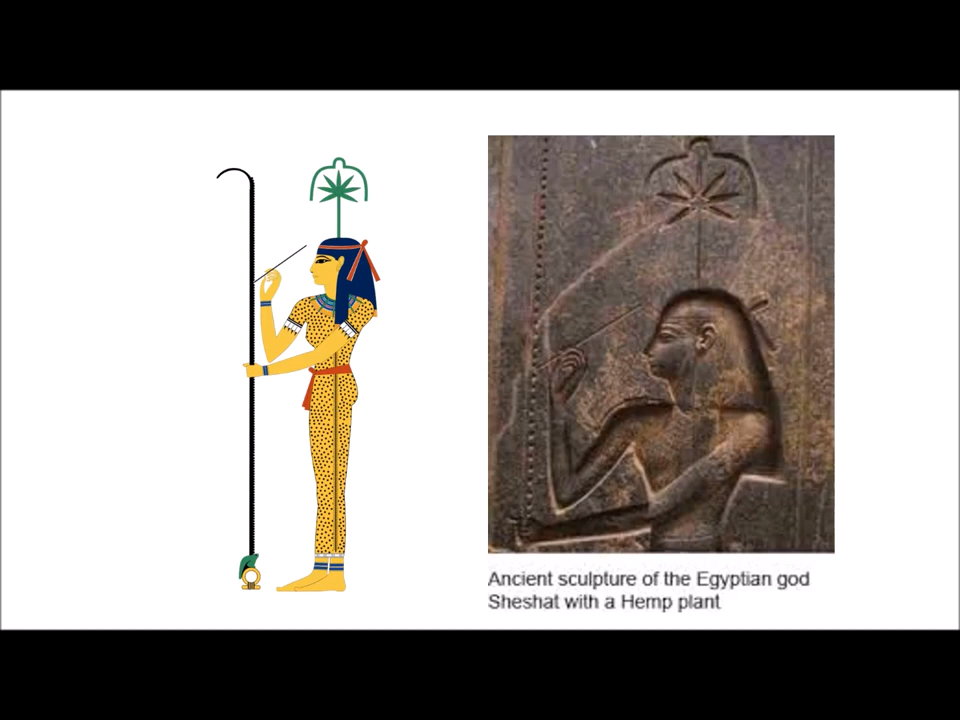 Ancient sculpture of the Egyptian god
Sheshat with a Hemp plant